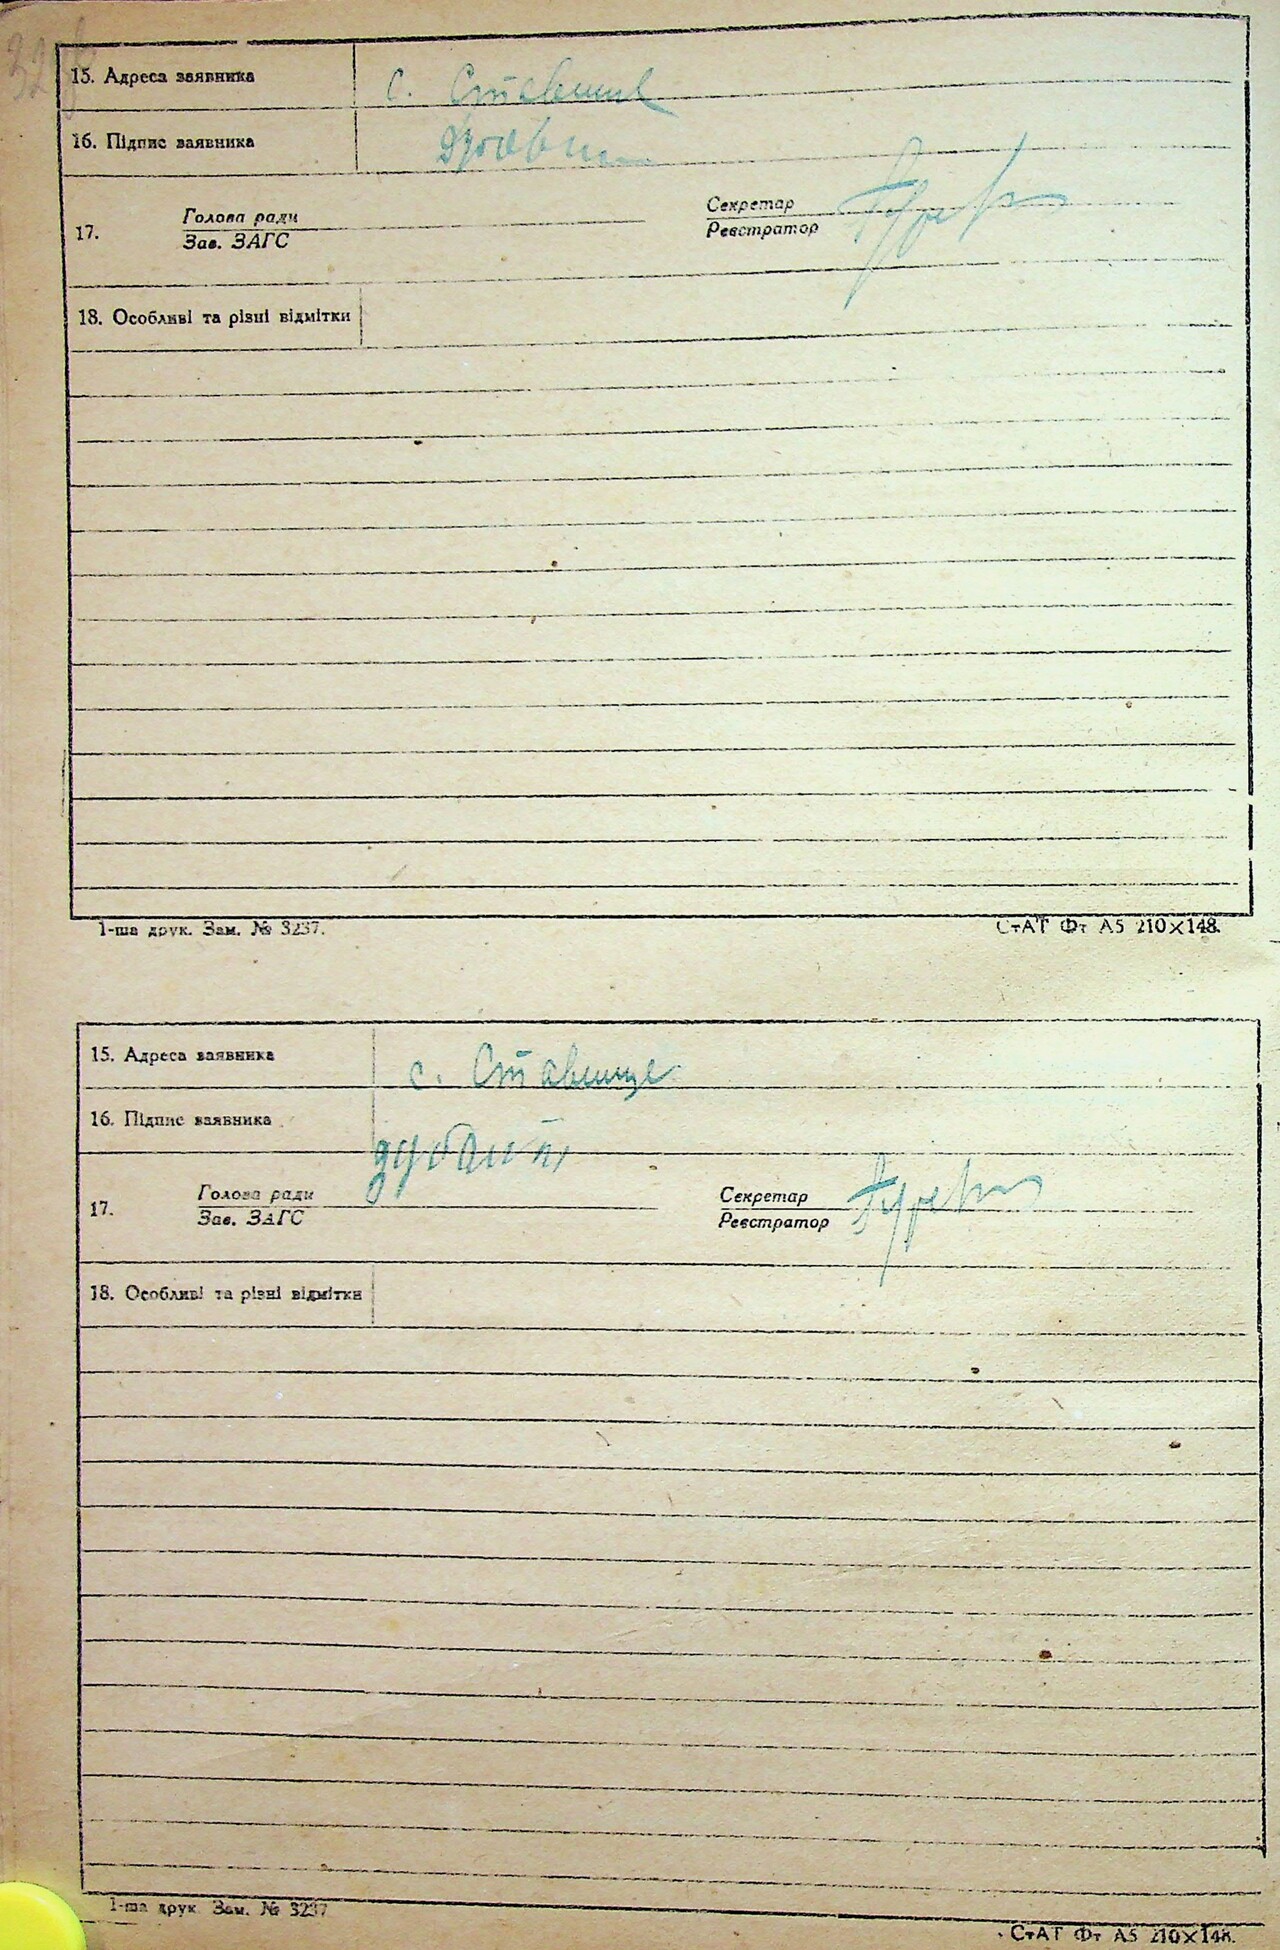 15. Адреса заявника с. Ставище
16. Підпис заявника
17. Голова ради Секретар
Зав. ЗАГС Реєстратор
18. Особливі та різні відмітки
1-ша друк. Зам. № 3237. СтАТ Фт А5 210×148.
15. Адреса заявника с. Ставище
16. Підпис заявника
17. Голова ради Секретар
Зав. ЗАГС Реєстратор
18. Особливі та різні відмітки
1-ша друк. Зам. № 3237 СтАТ Фт А5 210×148.